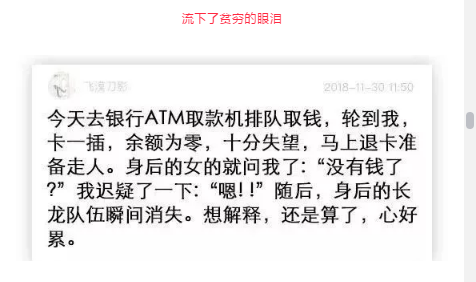 流下了贫穷的眼泪
飞漠刀影
2018-11-30 11:50
今天去银行ATM取款机排队取钱，轮到我，
卡一插，余额为零，十分失望，马上退卡准
备走人。身后的女的就问我了：“没有钱了
?” 我迟疑了一下：“嗯！！” 随后，身后的长
龙队伍瞬间消失。想解释，还是算了，心好
累。